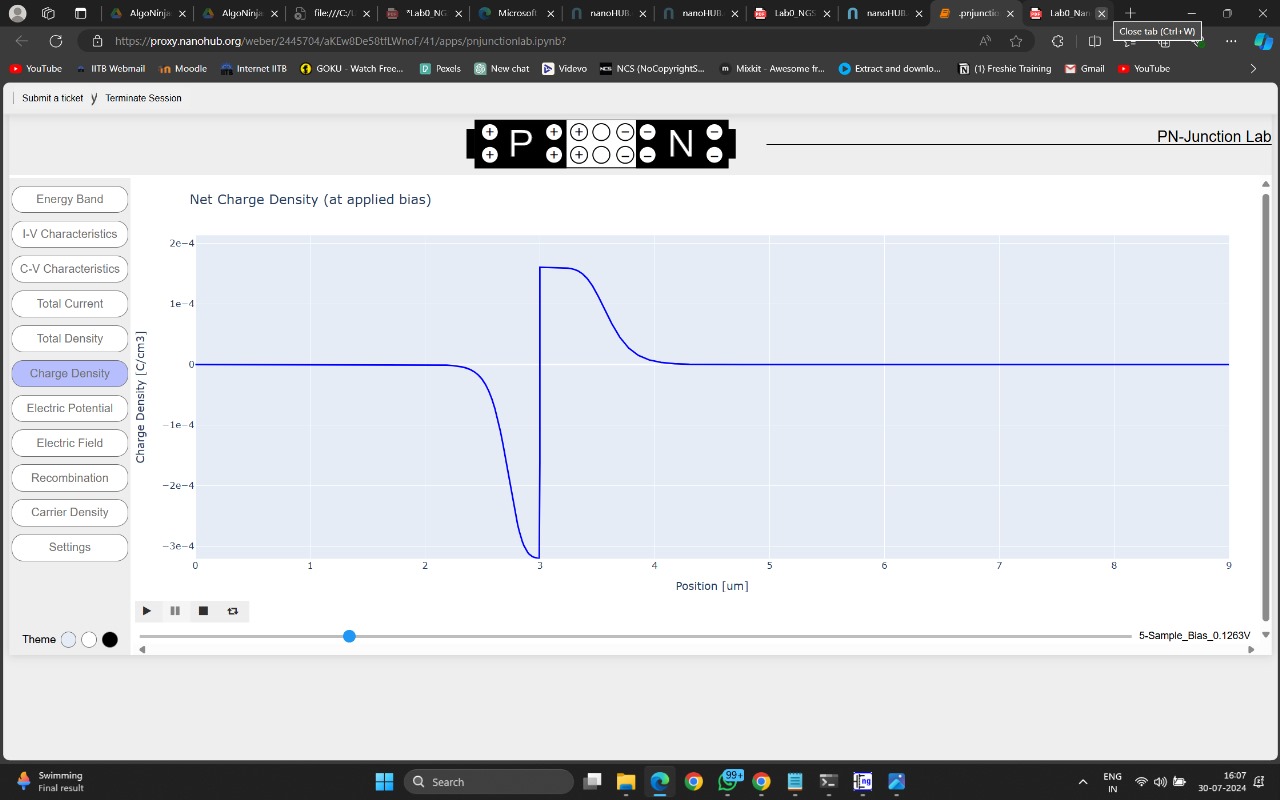 AlgoNinja
AlgoNinja
file:///C:/U
*Lab0_NG
Microsoft
nanoHUB.
nanoHUB.
Lab0_NGS
nanoHUB
.pnjunctio
Lab0_Nan
https://proxy.nanohub.org/weber/2445704/aKEw8De58tfLWnoF/41/apps/pnjunctionlab.ipynb?
Close tab (Ctrl+W)
YouTube
IITB Webmail
Moodle
Internet IITB
GOKU - Watch Free...
Pexels
New chat
Videvo
NCS (NoCopyrightS...
Mixkit - Awesome fr...
Extract and downlo...
(1) Freshie Training
Gmail
YouTube
Submit a ticket
Terminate Session
P
N
PN-Junction Lab
Energy Band
I-V Characteristics
C-V Characteristics
Total Current
Total Density
Charge Density
Electric Potential
Electric Field
Recombination
Carrier Density
Settings
Theme
Net Charge Density (at applied bias)
Charge Density [C/cm3]
2e−4
1e−4
0
−1e−4
−2e−4
−3e−4
0 1 2 3 4 5 6 7 8 9
Position [um]
5-Sample_Bias_0.1263V
Swimming
Final result
Search
99+
ENG
IN
16:07
30-07-2024